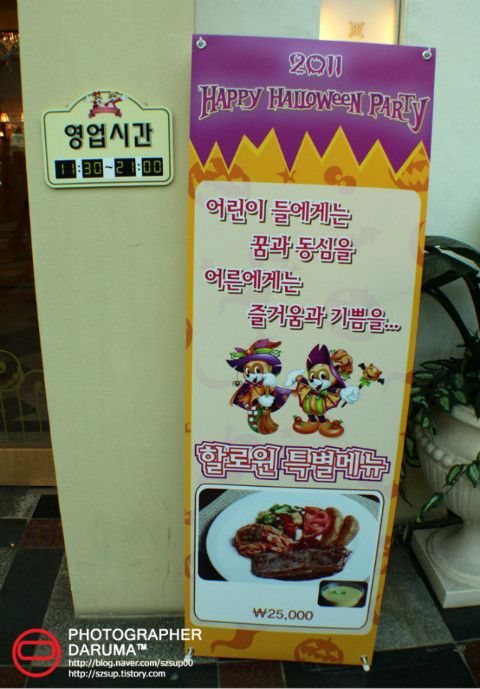 영업시간
11:30~21:00
2011
HAPPY HALLOWEEN PARTY
어린이 들에게는
꿈과 동심을
어른에게는
즐거움과 기쁨을...
할로윈 특별메뉴
₩25,000
PHOTOGRAPHER
DARUMA™
http://blog.naver.com/szsup00
http://szsup.tistory.com